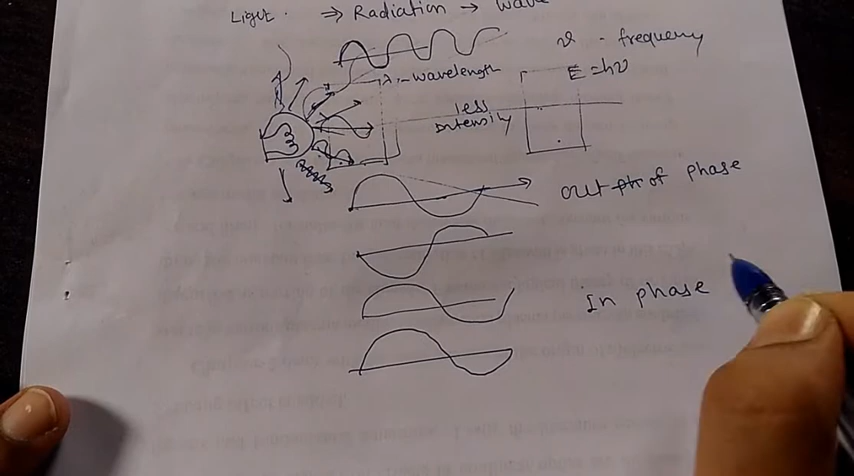 Light. ⇒ Radiation → wave
ν - frequency
λ - wavelength
E = hν
less
Intensity
out of phase
In phase